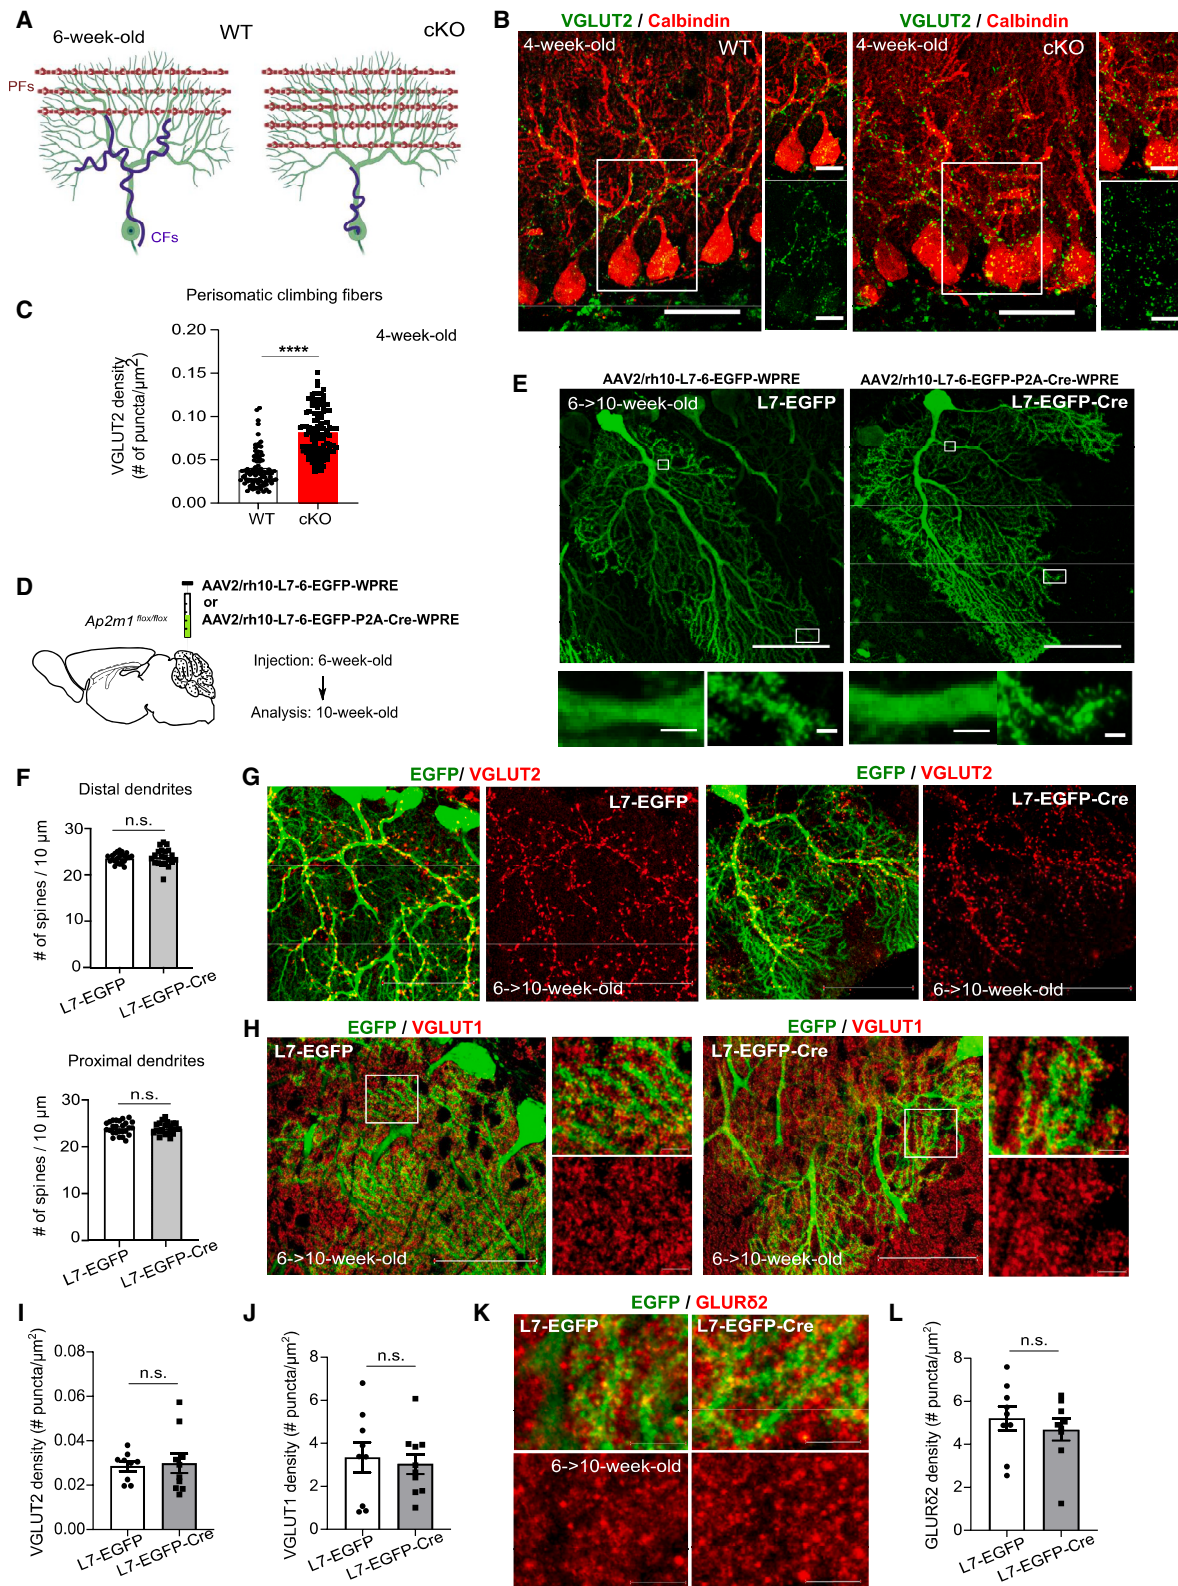 A
6-week-old
WT
cKO
PFs
CFs
B
VGLUT2 / Calbindin
VGLUT2 / Calbindin
4-week-old
WT
4-week-old
cKO
C
Perisomatic climbing fibers
4-week-old
****
VGLUT2 density
(# of puncta/µm²)
0.20
0.15
0.10
0.05
0.00
WT
cKO
D
AAV2/rh10-L7-6-EGFP-WPRE
or
AAV2/rh10-L7-6-EGFP-P2A-Cre-WPRE
Ap2m1 flox/flox
Injection: 6-week-old
Analysis: 10-week-old
E
AAV2/rh10-L7-6-EGFP-WPRE
AAV2/rh10-L7-6-EGFP-P2A-Cre-WPRE
6->10-week-old
L7-EGFP
L7-EGFP-Cre
F
Distal dendrites
n.s.
# of spines / 10 µm
30
20
10
0
L7-EGFP
L7-EGFP-Cre
Proximal dendrites
n.s.
# of spines / 10 µm
30
20
10
0
L7-EGFP
L7-EGFP-Cre
G
EGFP/ VGLUT2
EGFP / VGLUT2
L7-EGFP
L7-EGFP-Cre
6->10-week-old
6->10-week-old
H
EGFP / VGLUT1
EGFP / VGLUT1
L7-EGFP
L7-EGFP-Cre
6->10-week-old
6->10-week-old
I
VGLUT2 density (# puncta/µm²)
n.s.
0.08
0.06
0.04
0.02
0.00
L7-EGFP
L7-EGFP-Cre
J
VGLUT1 density (# puncta/µm²)
n.s.
8
6
4
2
0
L7-EGFP
L7-EGFP-Cre
K
EGFP / GLURδ2
L7-EGFP
L7-EGFP-Cre
6->10-week-old
L
GLURδ2 density (# puncta/µm²)
n.s.
8
6
4
2
0
L7-EGFP
L7-EGFP-Cre